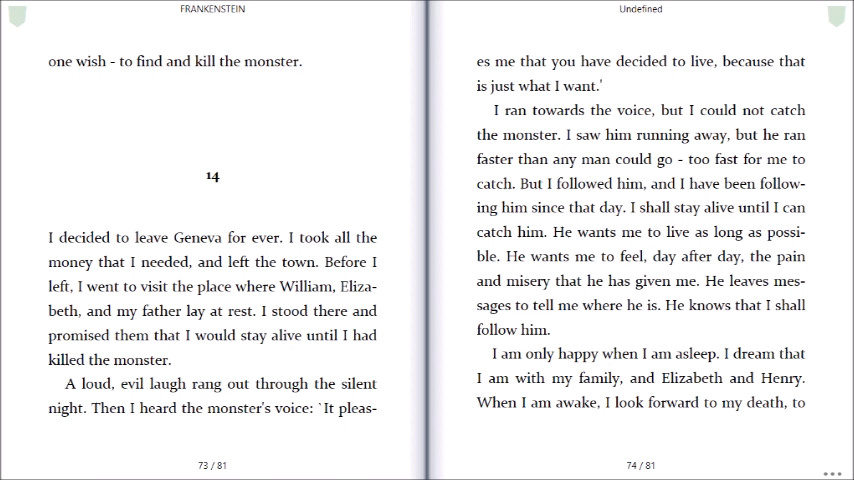 FRANKENSTEIN
one wish - to find and kill the monster.
14
I decided to leave Geneva for ever. I took all the
money that I needed, and left the town. Before I
left, I went to visit the place where William, Eliza-
beth, and my father lay at rest. I stood there and
promised them that I would stay alive until I had
killed the monster.
A loud, evil laugh rang out through the silent
night. Then I heard the monster's voice: `It pleas-
73 / 81
Undefined
es me that you have decided to live, because that
is just what I want.'
I ran towards the voice, but I could not catch
the monster. I saw him running away, but he ran
faster than any man could go - too fast for me to
catch. But I followed him, and I have been follow-
ing him since that day. I shall stay alive until I can
catch him. He wants me to live as long as possi-
ble. He wants me to feel, day after day, the pain
and misery that he has given me. He leaves mes-
sages to tell me where he is. He knows that I shall
follow him.
I am only happy when I am asleep. I dream that
I am with my family, and Elizabeth and Henry.
When I am awake, I look forward to my death, to
74 / 81